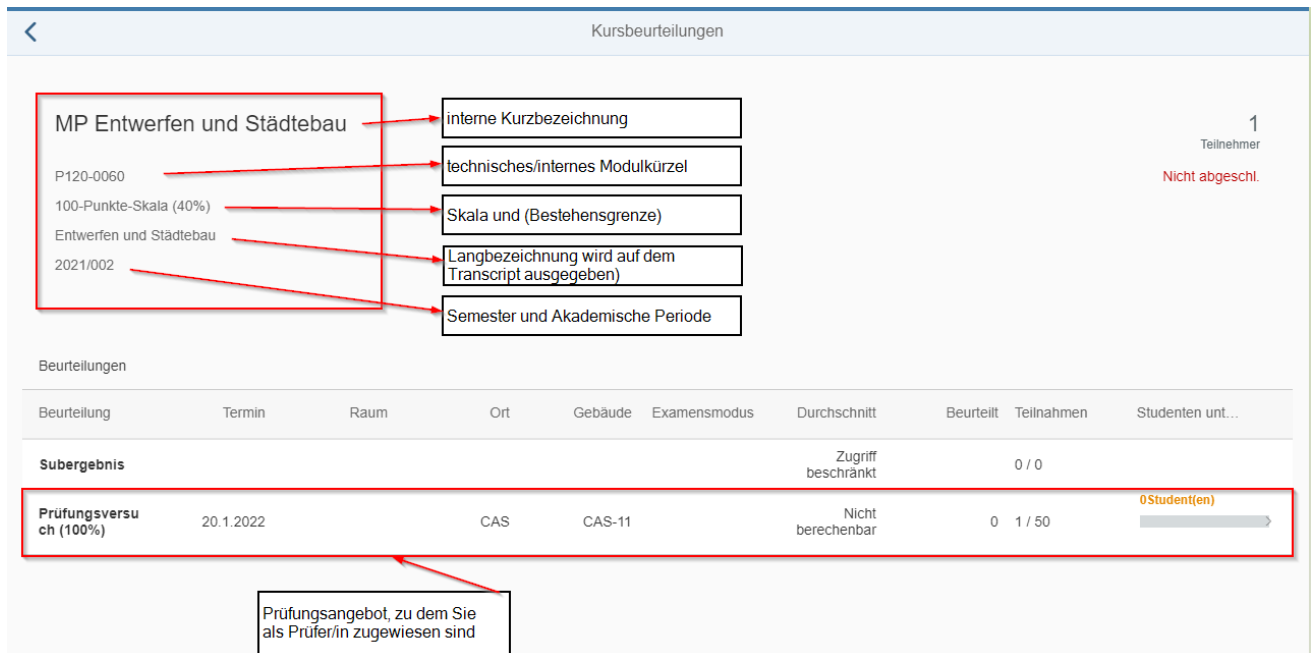 Kursbeurteilungen
MP Entwerfen und Städtebau
interne Kurzbezeichnung
1
Teilnehmer
P120-0060
technisches/internes Modulkürzel
Nicht abgeschl.
100-Punkte-Skala (40%)
Skala und (Bestehensgrenze)
Entwerfen und Städtebau
Langbezeichnung wird auf dem
Transcript ausgegeben)
2021/002
Semester und Akademische Periode
Beurteilungen
Beurteilung Termin Raum Ort Gebäude Examensmodus Durchschnitt Beurteilt Teilnahmen Studenten unt...
Subergebnis Zugriff beschränkt 0 / 0
Prüfungsversu
ch (100%) 20.1.2022 CAS CAS-11 Nicht berechenbar 0 1 / 50 0Student(en)
Prüfungsangebot, zu dem Sie
als Prüfer/in zugewiesen sind